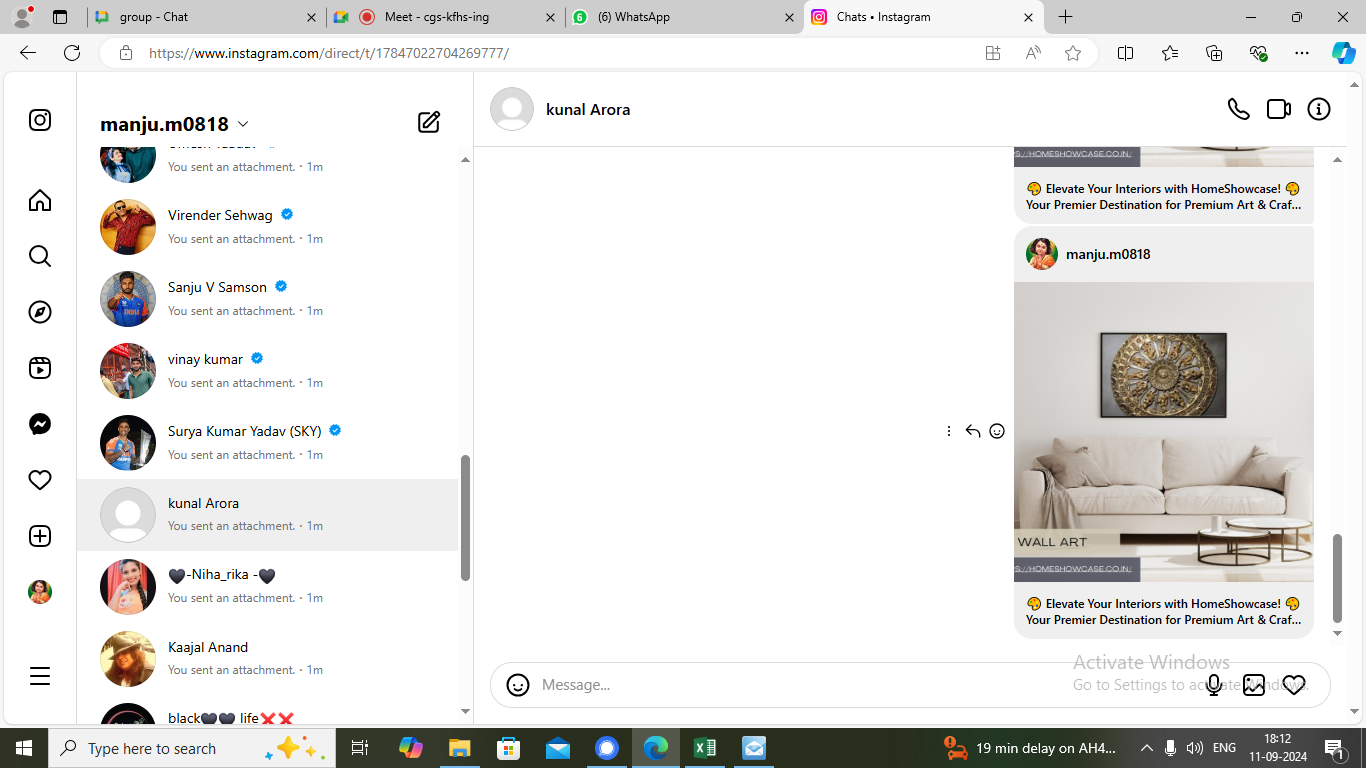 group - Chat
Meet - cgs-kfhs-ing
(6) WhatsApp
Chats • Instagram
https://www.instagram.com/direct/t/17847022704269777/
manju.m0818
You sent an attachment. · 1m
Virender Sehwag
You sent an attachment. · 1m
Sanju V Samson
You sent an attachment. · 1m
vinay kumar
You sent an attachment. · 1m
Surya Kumar Yadav (SKY)
You sent an attachment. · 1m
kunal Arora
You sent an attachment. · 1m
🖤-Niha_rika -🖤
You sent an attachment. · 1m
Kaajal Anand
You sent an attachment. · 1m
black🖤🖤 life❌❌
kunal Arora
S://HOMESHOWCASE.CO.IN/
🎨 Elevate Your Interiors with HomeShowcase! 🎨
Your Premier Destination for Premium Art & Craf...
manju.m0818
INDIA
WALL ART
PS://HOMESHOWCASE.CO.IN/
🎨 Elevate Your Interiors with HomeShowcase! 🎨
Your Premier Destination for Premium Art & Craf...
Activate Windows
Go to Settings to activate Windows.
Message...
Type here to search
19 min delay on AH4...
ENG
18:12
11-09-2024
1